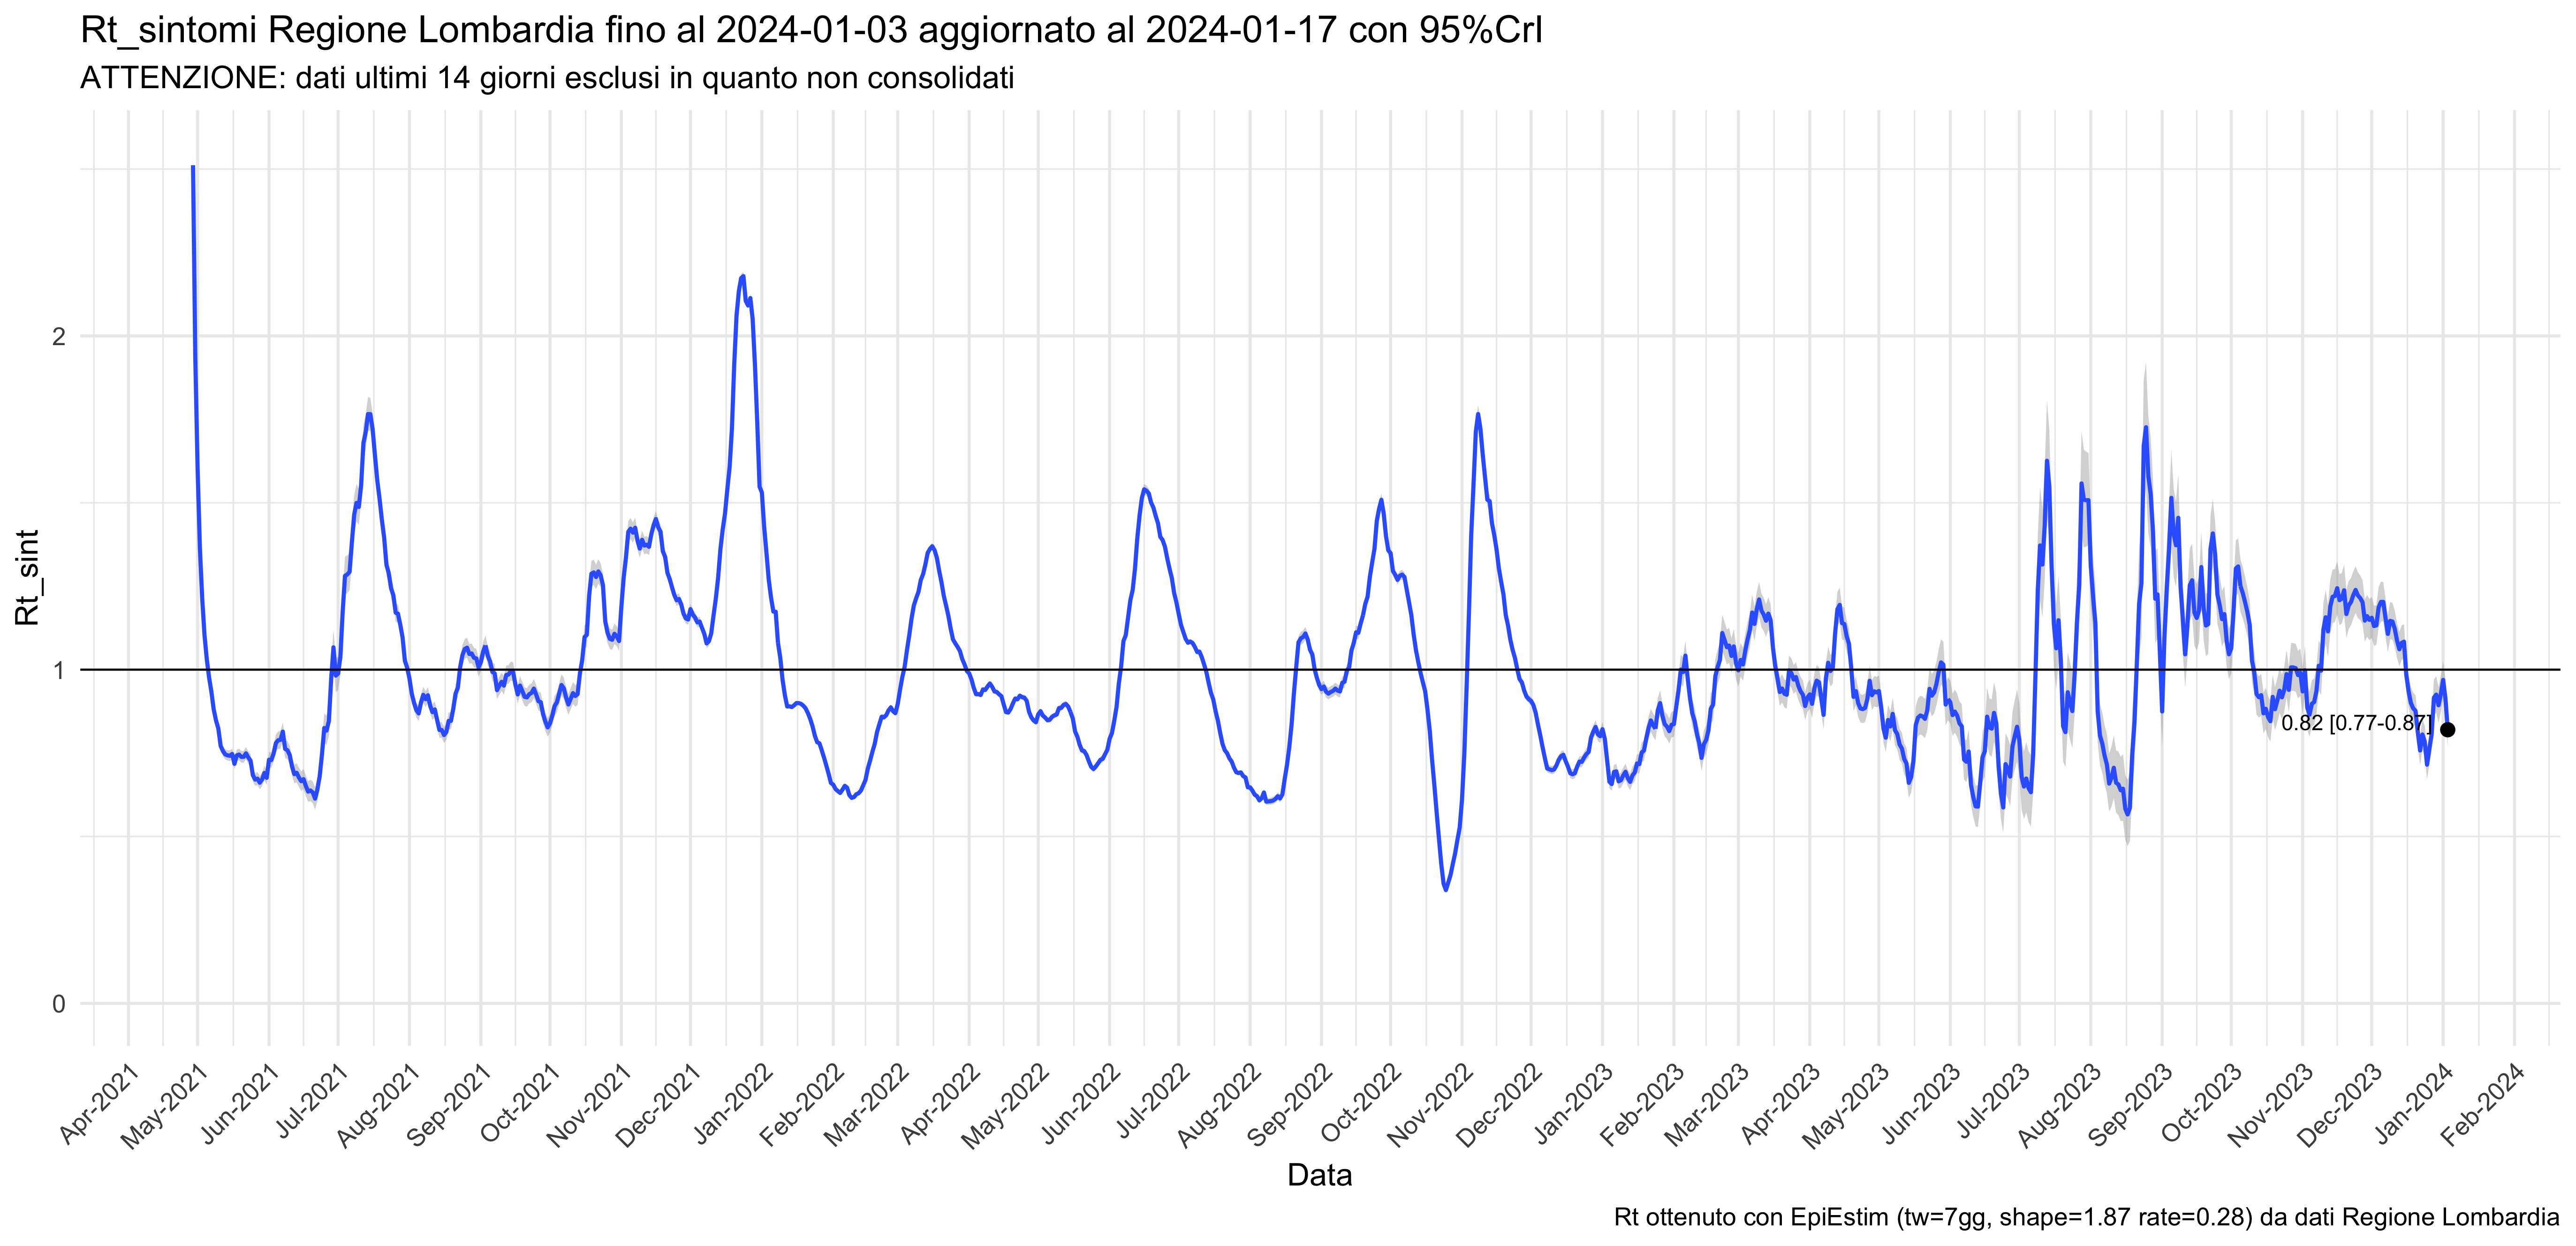 Rt_sintomi Regione Lombardia fino al 2024-01-03 aggiornato al 2024-01-17 con 95%CrI
ATTENZIONE: dati ultimi 14 giorni esclusi in quanto non consolidati
Rt_sint
2
1
0
0.82 [0.77-0.87]
Apr-2021
May-2021
Jun-2021
Jul-2021
Aug-2021
Sep-2021
Oct-2021
Nov-2021
Dec-2021
Jan-2022
Feb-2022
Mar-2022
Apr-2022
May-2022
Jun-2022
Jul-2022
Aug-2022
Sep-2022
Oct-2022
Nov-2022
Dec-2022
Jan-2023
Feb-2023
Mar-2023
Apr-2023
May-2023
Jun-2023
Jul-2023
Aug-2023
Sep-2023
Oct-2023
Nov-2023
Dec-2023
Jan-2024
Feb-2024
Data
Rt ottenuto con EpiEstim (tw=7gg, shape=1.87 rate=0.28) da dati Regione Lombardia